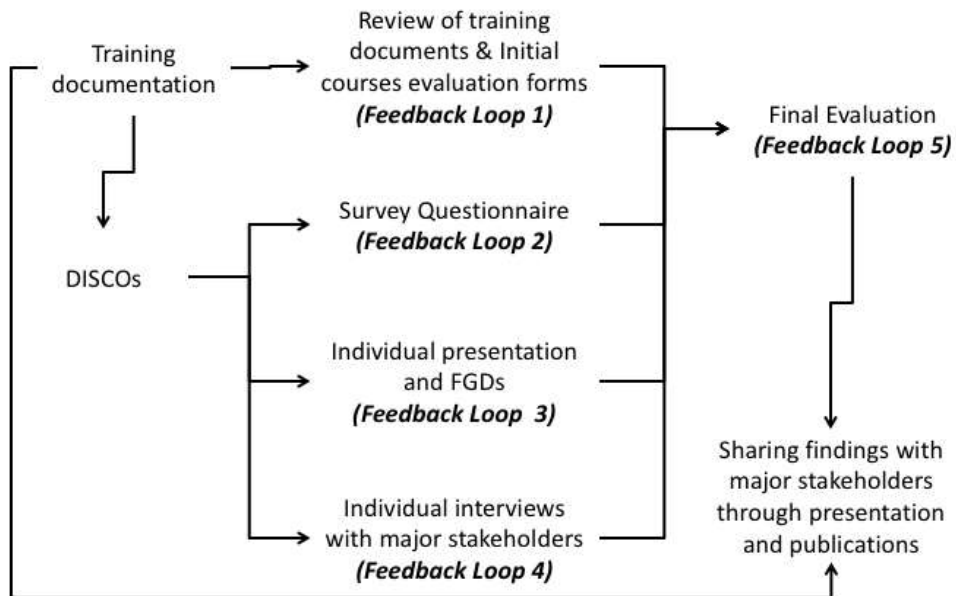 Training
documentation
Review of training
documents & Initial
courses evaluation forms
(Feedback Loop 1)
Final Evaluation
(Feedback Loop 5)
Survey Questionnaire
(Feedback Loop 2)
DISCOs
Individual presentation
and FGDs
(Feedback Loop  3)
Individual interviews
with major stakeholders
(Feedback Loop 4)
Sharing findings with
major stakeholders
through presentation
and publications